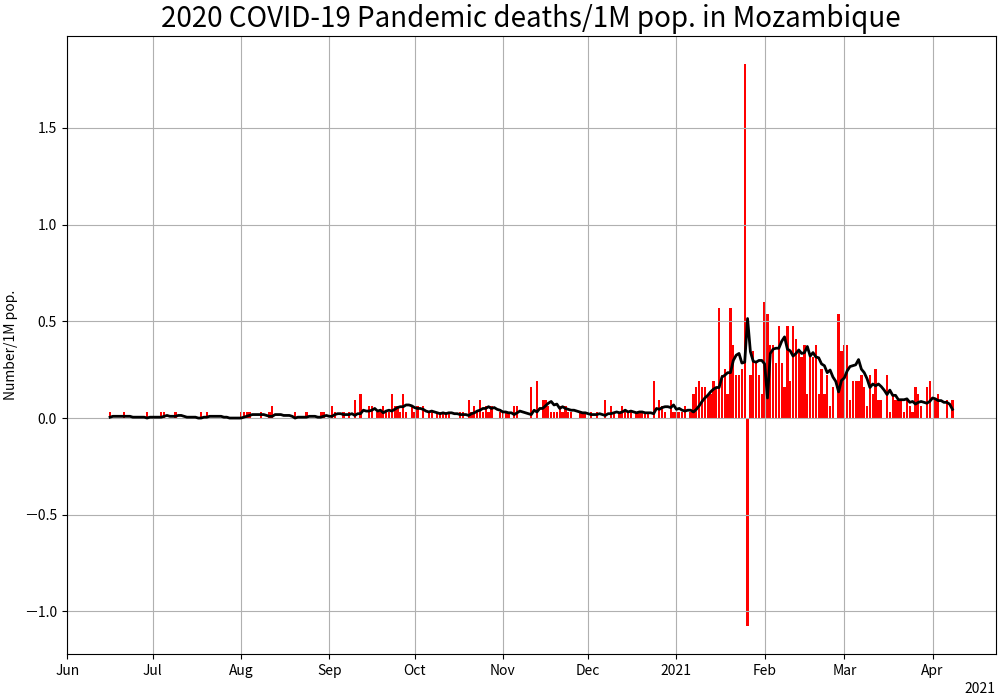 2020 COVID-19 Pandemic deaths/1M pop. in Mozambique
Number/1M pop.
1.5
1.0
0.5
0.0
−0.5
−1.0
Jun Jul Aug Sep Oct Nov Dec 2021 Feb Mar Apr
2021